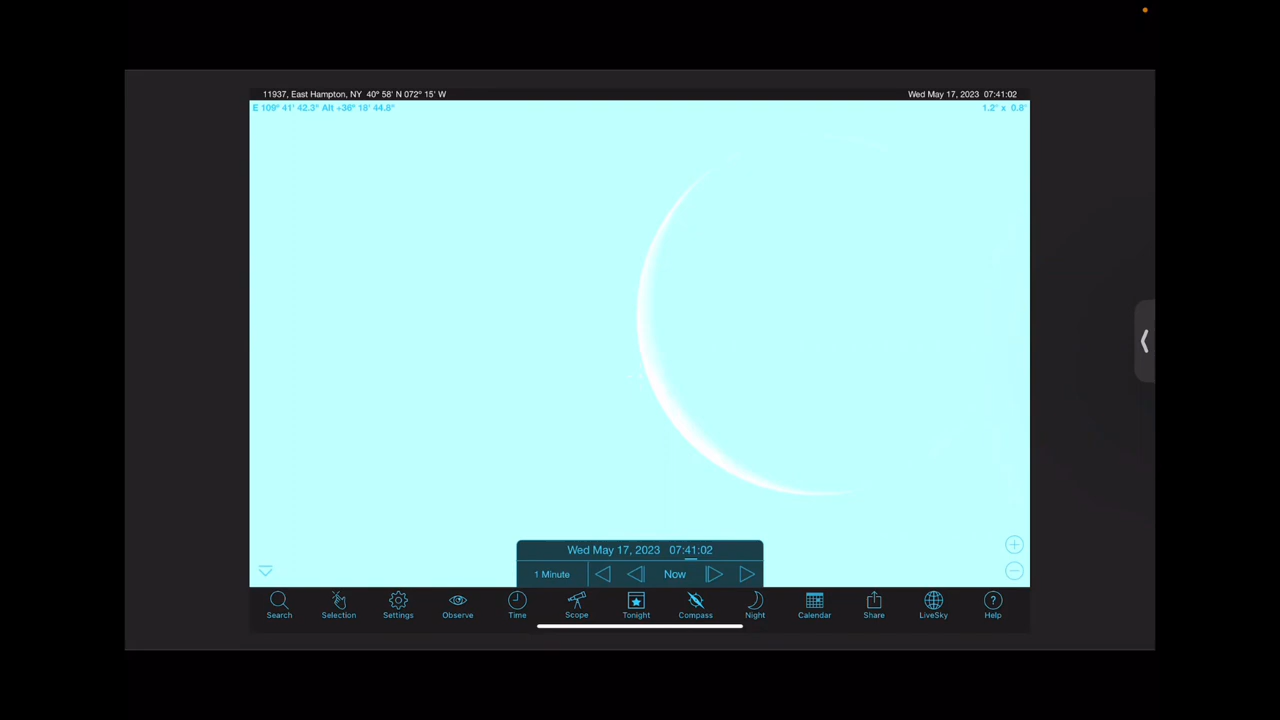 11937, East Hampton, NY 40° 58' N 072° 15' W
Wed May 17, 2023 07:41:02
E 109° 41' 42.3" Alt +36° 18' 44.8"
1.2° x 0.8°
Wed May 17, 2023 07:41:02
1 Minute
Now
Search
Selection
Settings
Observe
Time
Scope
Tonight
Compass
Night
Calendar
Share
LiveSky
Help